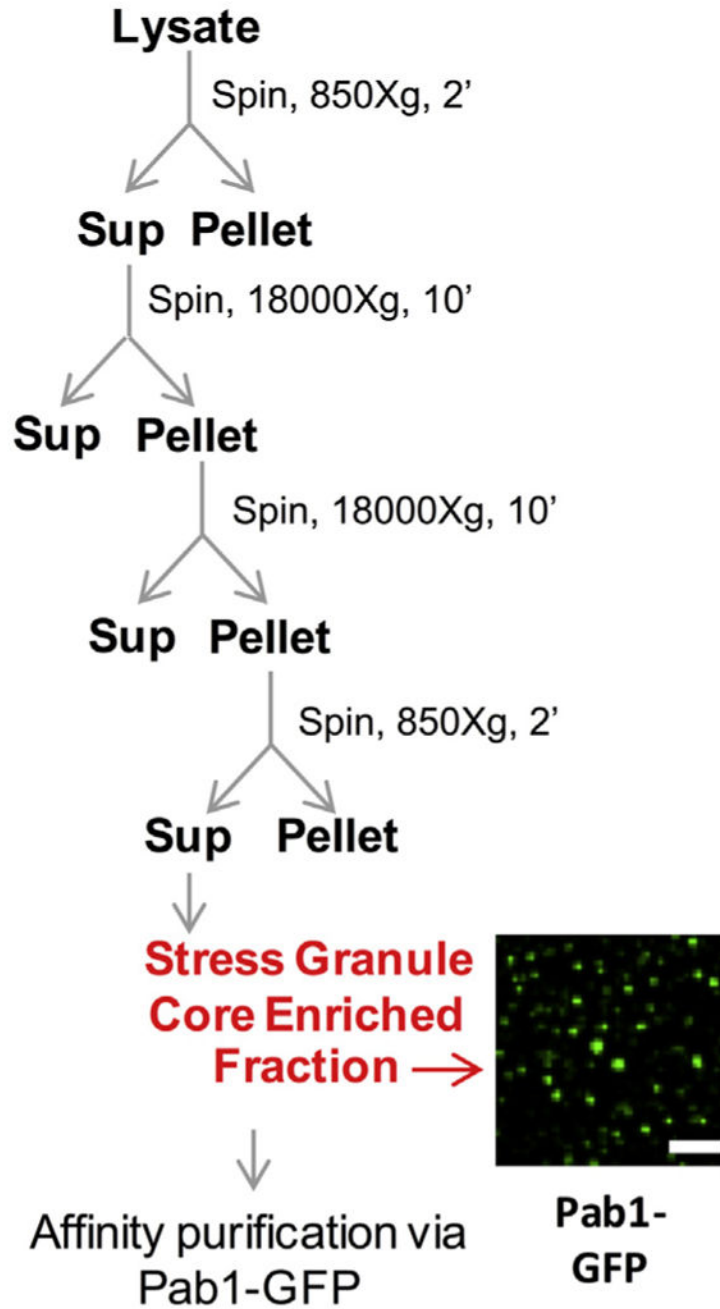 Lysate
Spin, 850Xg, 2’
Sup Pellet
Spin, 18000Xg, 10’
Sup Pellet
Spin, 18000Xg, 10’
Sup Pellet
Spin, 850Xg, 2’
Sup Pellet
Stress Granule
Core Enriched
Fraction
Affinity purification via
Pab1-GFP
Pab1-
GFP